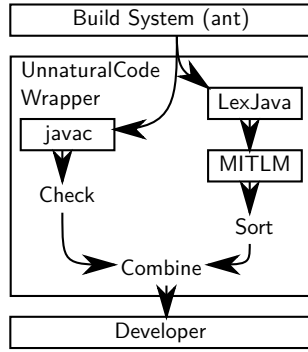 Build System (ant)
UnnaturalCode
Wrapper
LexJava
javac
MITLM
Check
Sort
Combine
Developer